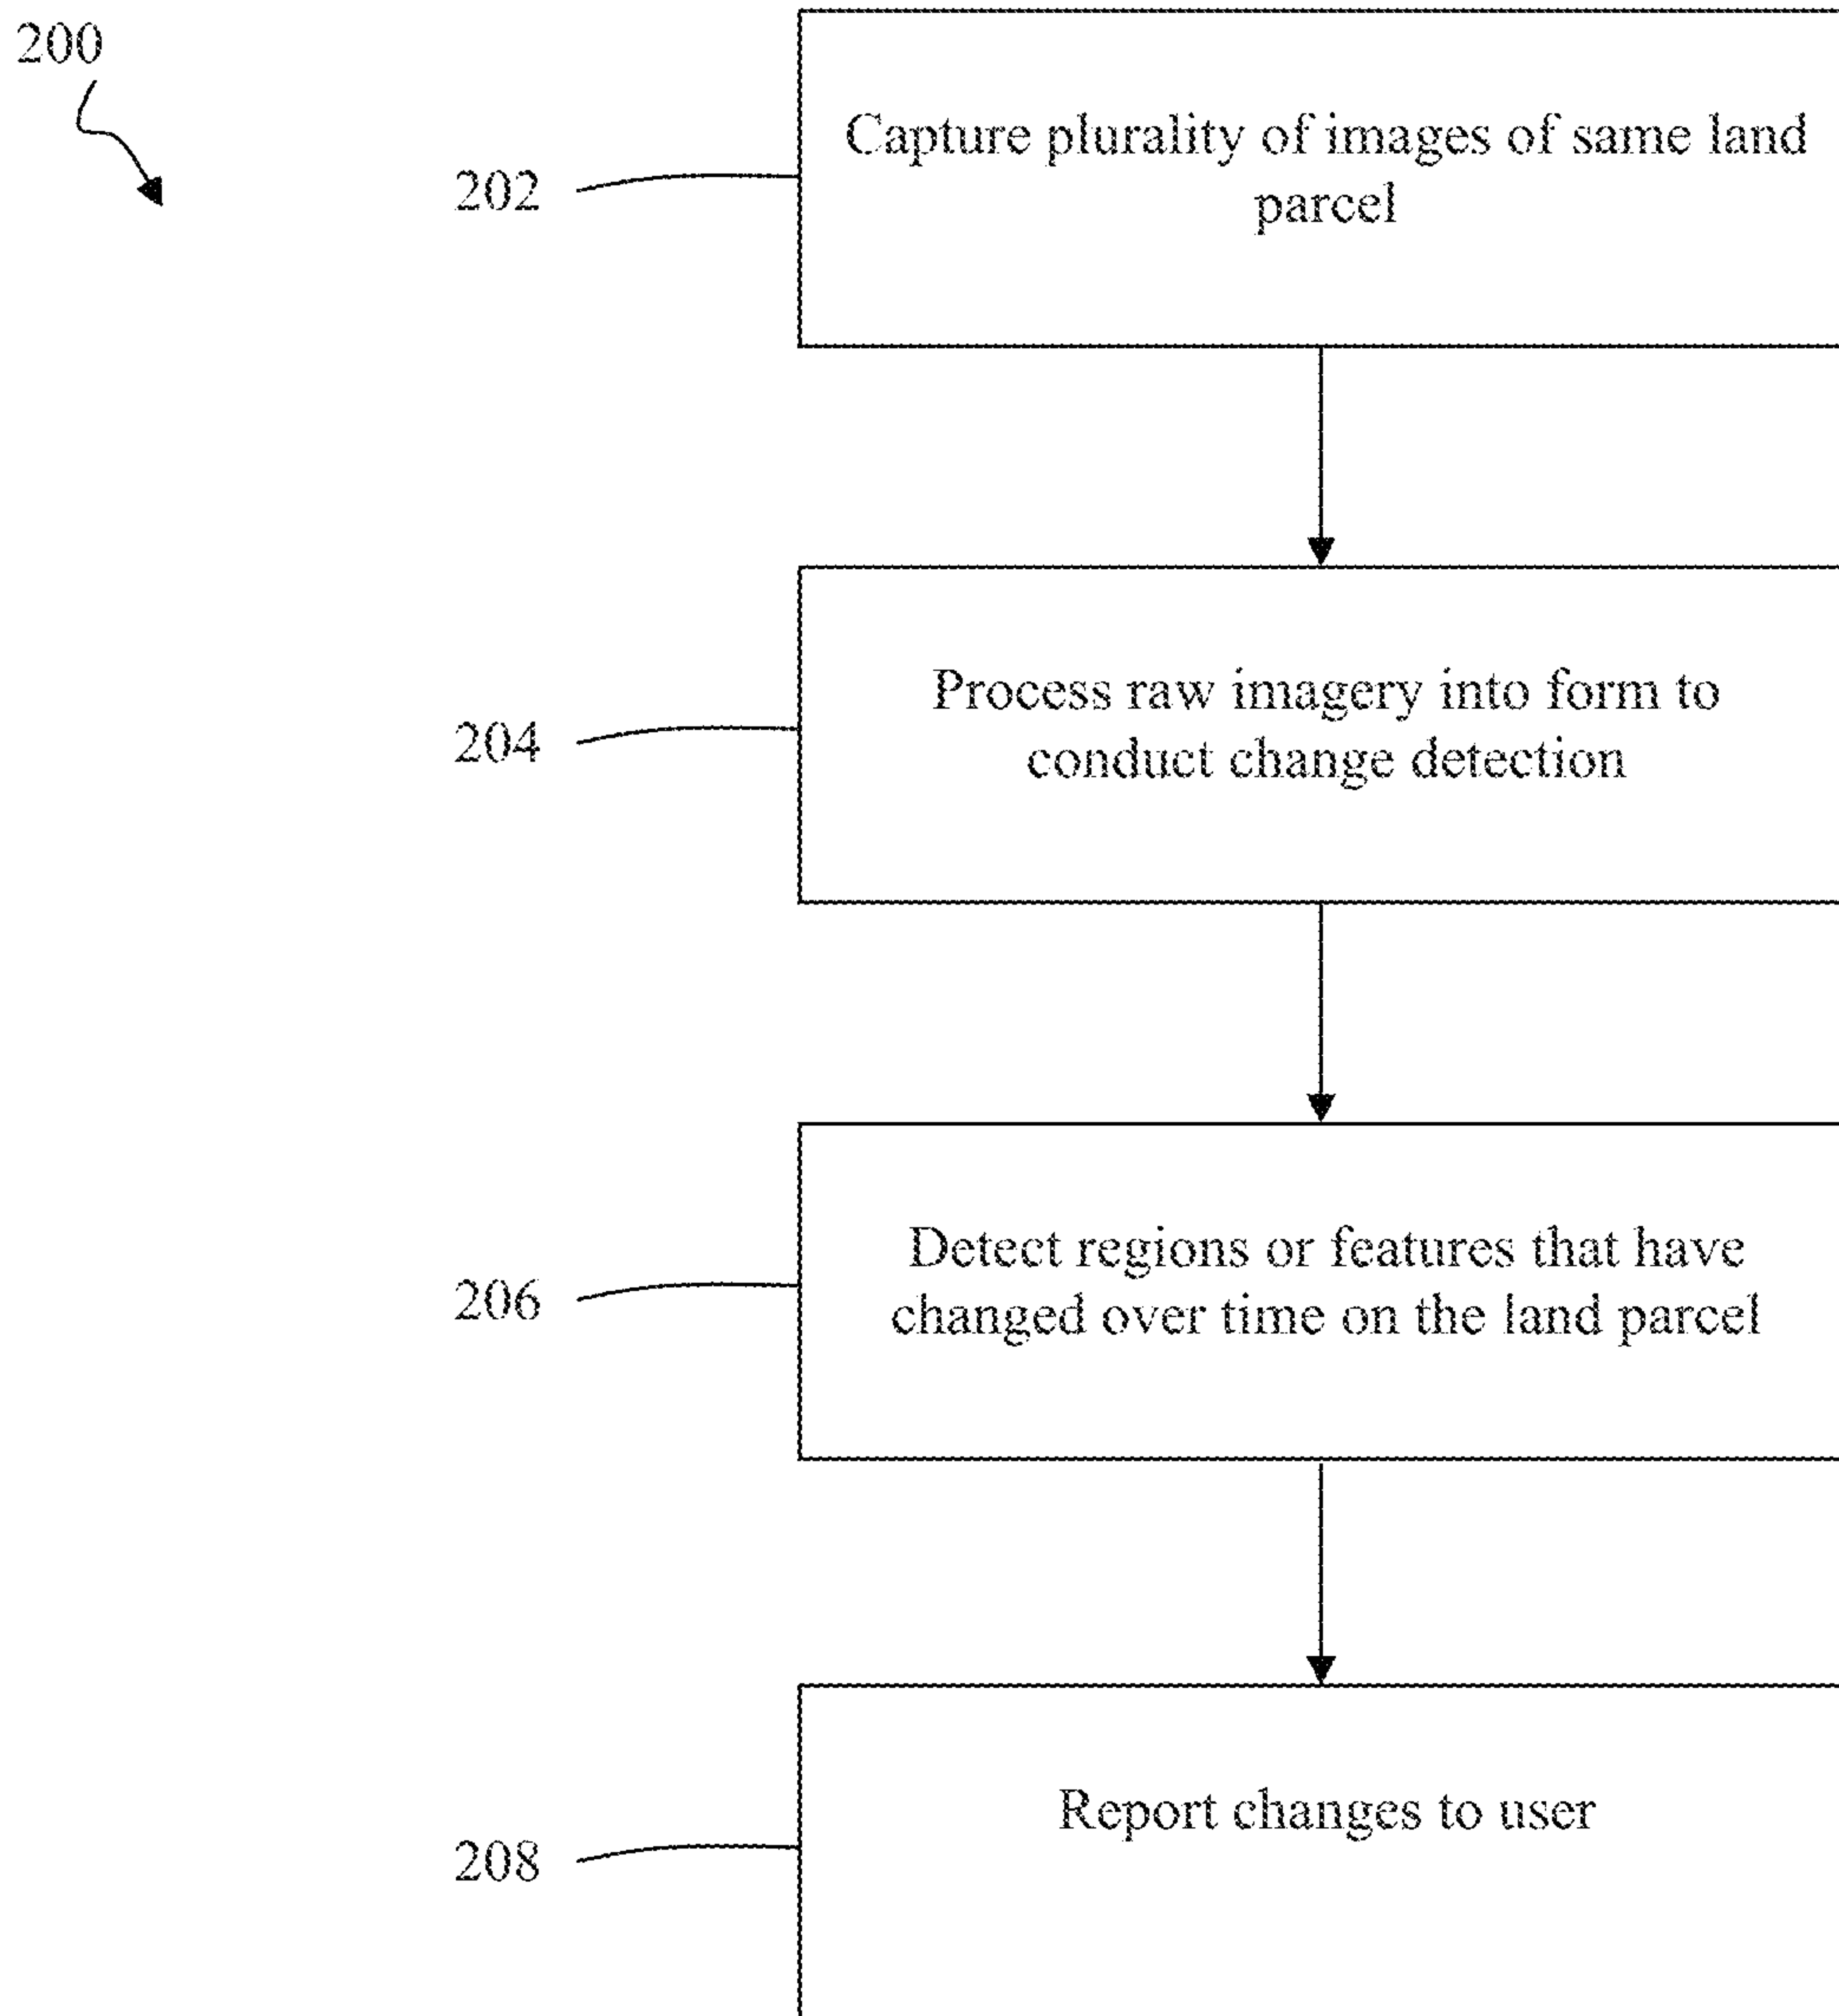 200
202
Capture plurality of images of same land
parcel
204
Process raw imagery into form to
conduct change detection
206
Detect regions or features that have
changed over time on the land parcel
208
Report changes to user